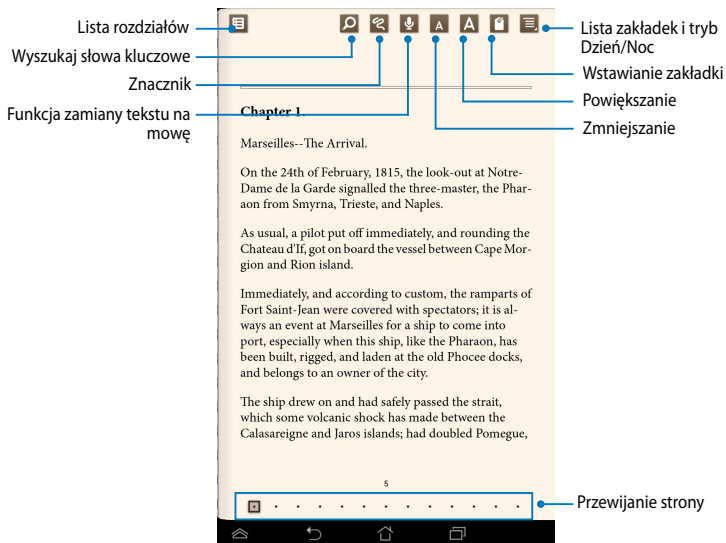 Lista rozdziałów
Wyszukaj słowa kluczowe
Znacznik
Funkcja zamiany tekstu na
mowę
A
A
Lista zakładek i tryb
Dzień/Noc
Wstawianie zakładki
Powiększanie
Zmniejszanie
Chapter 1.
Marseilles--The Arrival.
On the 24th of February, 1815, the look-out at Notre-
Dame de la Garde signalled the three-master, the Phar-
aon from Smyrna, Trieste, and Naples.
As usual, a pilot put off immediately, and rounding the
Chateau d'If, got on board the vessel between Cape Mor-
gion and Rion island.
Immediately, and according to custom, the ramparts of
Fort Saint-Jean were covered with spectators; it is al-
ways an event at Marseilles for a ship to come into
port, especially when this ship, like the Pharaon, has
been built, rigged, and laden at the old Phocee docks,
and belongs to an owner of the city.
The ship drew on and had safely passed the strait,
which some volcanic shock has made between the
Calasareigne and Jaros islands; had doubled Pomegue,
5
Przewijanie strony